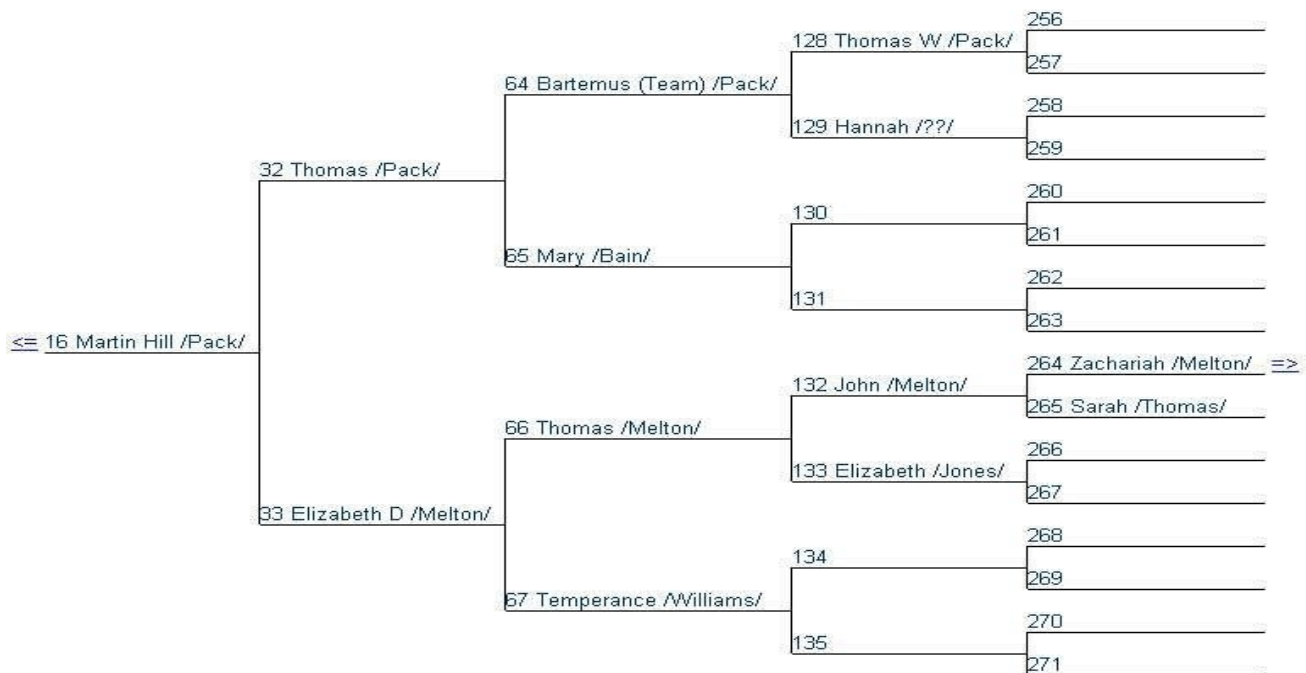 256
128 Thomas W /Pack/
257
64 Bartemus (Team) /Pack/
258
129 Hannah /??/
259
32 Thomas /Pack/
260
130
261
65 Mary /Bain/
262
131
263
<= 16 Martin Hill /Pack/
264 Zachariah /Melton/ =>
132 John /Melton/
265 Sarah /Thomas/
66 Thomas /Melton/
266
133 Elizabeth /Jones/
267
33 Elizabeth D /Melton/
268
134
269
67 Temperance /Williams/
270
135
271